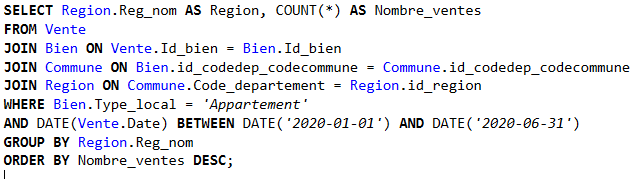 SELECT Region.Reg_nom AS Region, COUNT(*) AS Nombre_ventes
FROM Vente
JOIN Bien ON Vente.Id_bien = Bien.Id_bien
JOIN Commune ON Bien.id_codedep_codecommune = Commune.id_codedep_codecommune
JOIN Region ON Commune.Code_departement = Region.id_region
WHERE Bien.Type_local = 'Appartement'
AND DATE(Vente.Date) BETWEEN DATE('2020-01-01') AND DATE('2020-06-31')
GROUP BY Region.Reg_nom
ORDER BY Nombre_ventes DESC;